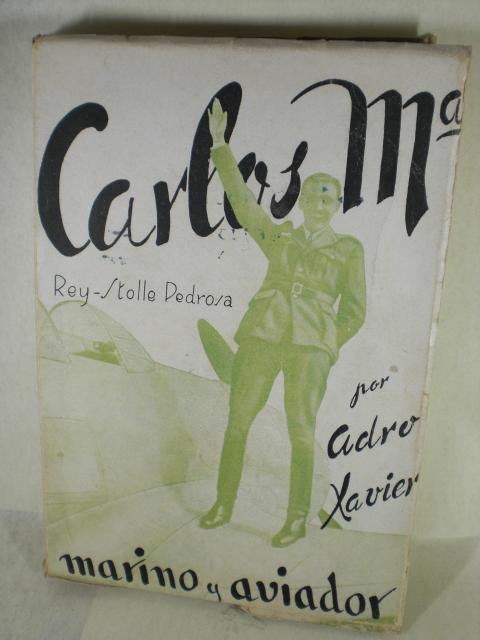 Carlos Mª
Rey-Stolle Pedrosa
por
adro
Xavier
marino y aviador